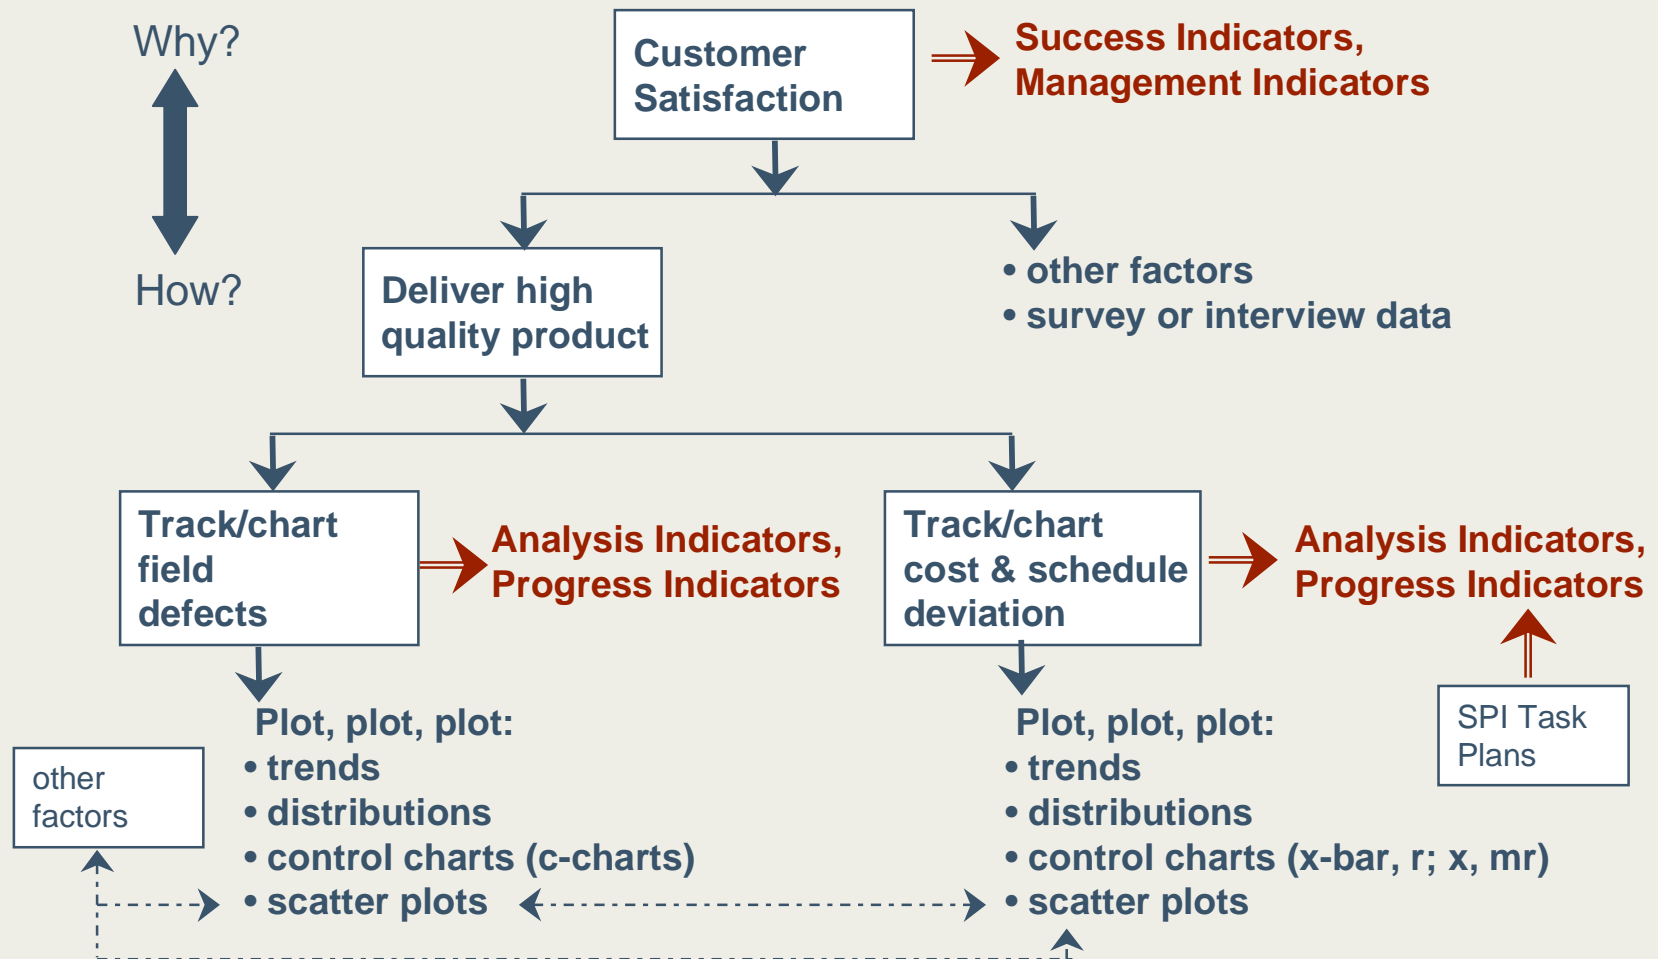 Why?
Customer
Satisfaction
Success Indicators,
Management Indicators
How?
Deliver high
quality product
• other factors
• survey or interview data
Track/chart
field
defects
Analysis Indicators,
Progress Indicators
Track/chart
cost & schedule
deviation
Analysis Indicators,
Progress Indicators
other
factors
Plot, plot, plot:
• trends
• distributions
• control charts (c-charts)
• scatter plots
Plot, plot, plot:
• trends
• distributions
• control charts (x-bar, r; x, mr)
• scatter plots
SPI Task
Plans